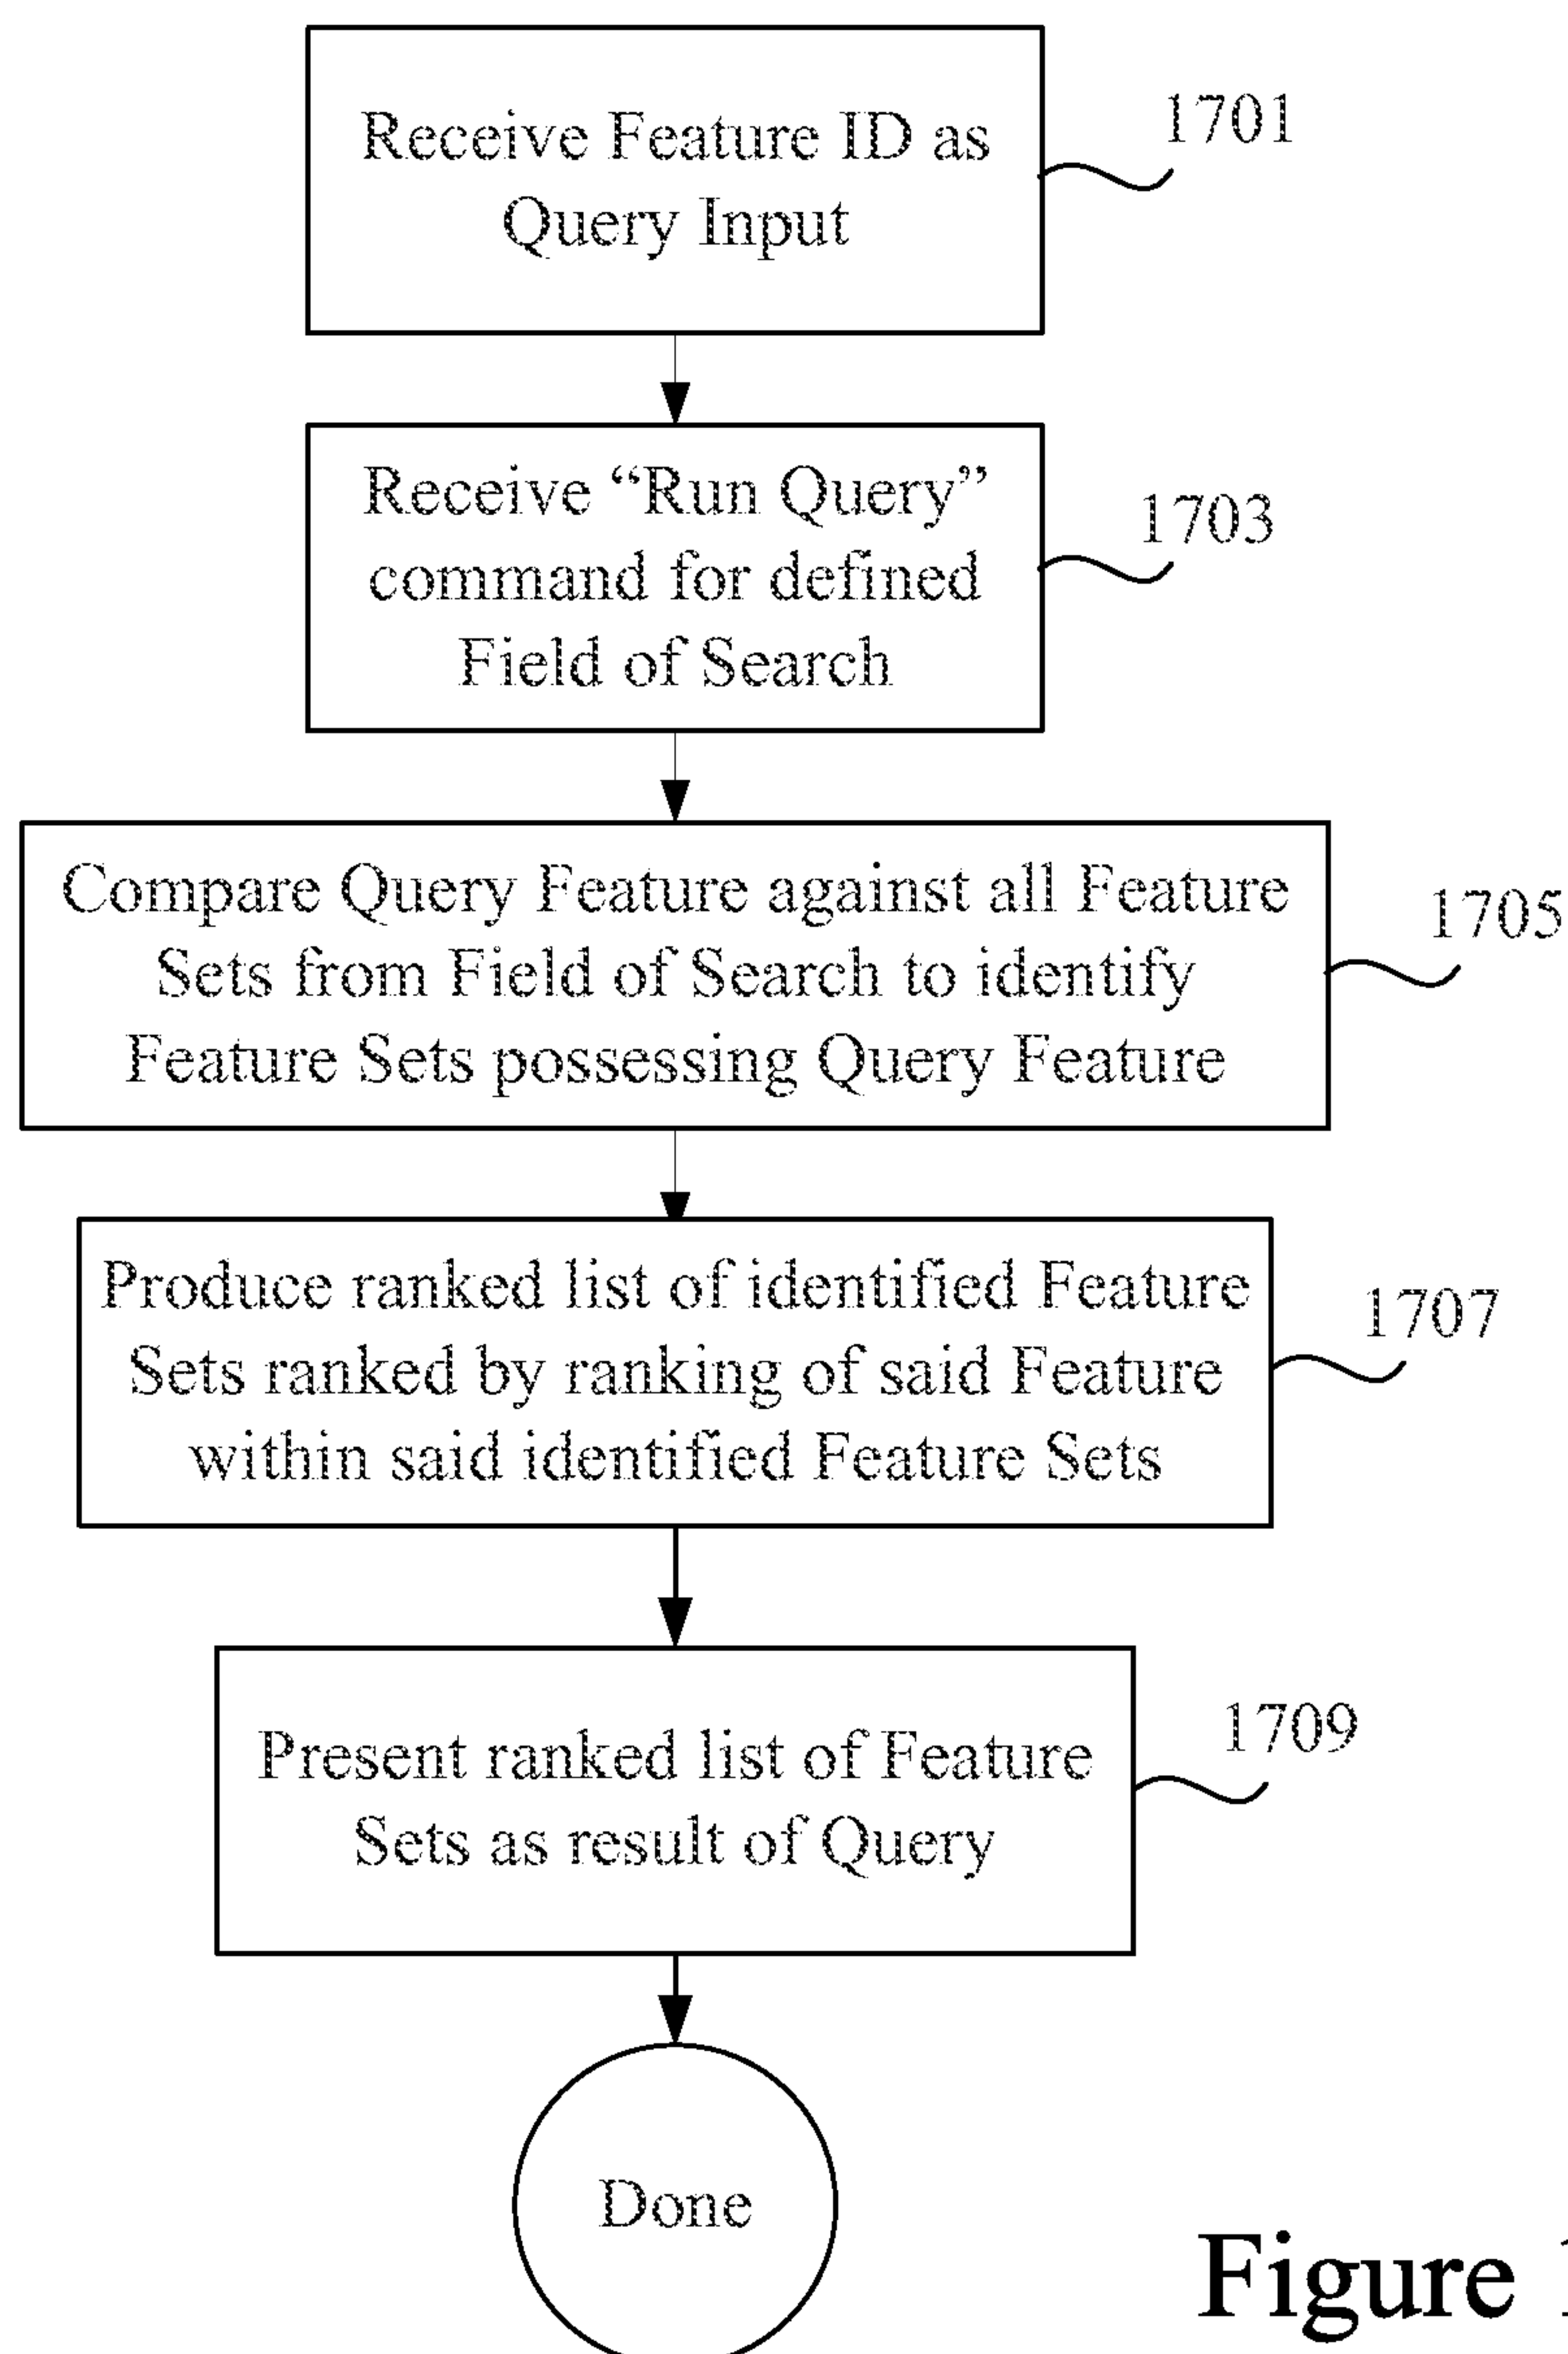 Receive Feature ID as
Query Input
1701
Receive “Run Query”
command for defined
Field of Search
1703
Compare Query Feature against all Feature
Sets from Field of Search to identify
Feature Sets possessing Query Feature
1705
Produce ranked list of identified Feature
Sets ranked by ranking of said Feature
within said identified Feature Sets
1707
Present ranked list of Feature
Sets as result of Query
1709
Done
Figure